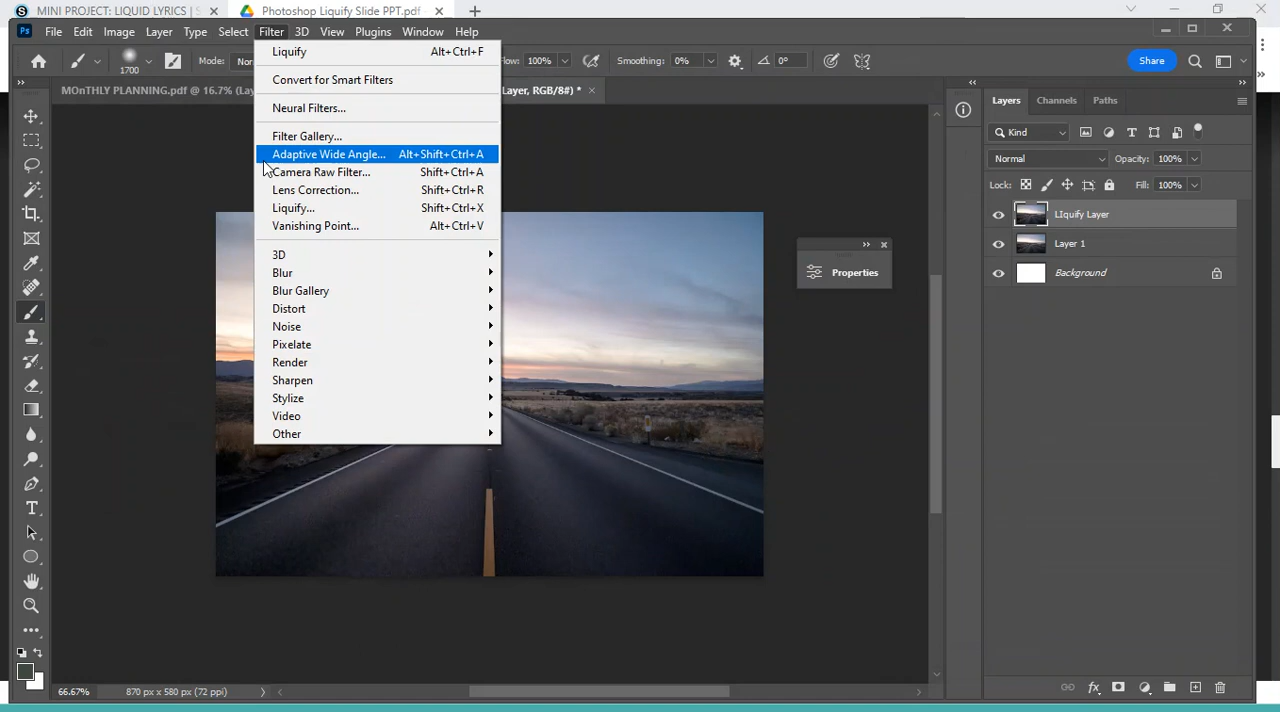 MINI PROJECT: LIQUID LYRICS
Photoshop Liquify Slide PPT.pdf
File Edit Image Layer Type Select Filter 3D View Plugins Window Help
1700 Mode: Flow: 100% Smoothing: 0% 0° Share
MOnTHLY PLANNING.pdf @ 16.7% Layer, RGB/8#) *
Liquify Alt+Ctrl+F
Convert for Smart Filters
Neural Filters...
Filter Gallery...
Adaptive Wide Angle... Alt+Shift+Ctrl+A
Camera Raw Filter... Shift+Ctrl+A
Lens Correction... Shift+Ctrl+R
Liquify... Shift+Ctrl+X
Vanishing Point... Alt+Ctrl+V
3D
Blur
Blur Gallery
Distort
Noise
Pixelate
Render
Sharpen
Stylize
Video
Other
Properties
Layers Channels Paths
Kind
Normal Opacity: 100%
Lock: Fill: 100%
LIquify Layer
Layer 1
Background
66.67% 870 px x 580 px (72 ppi)